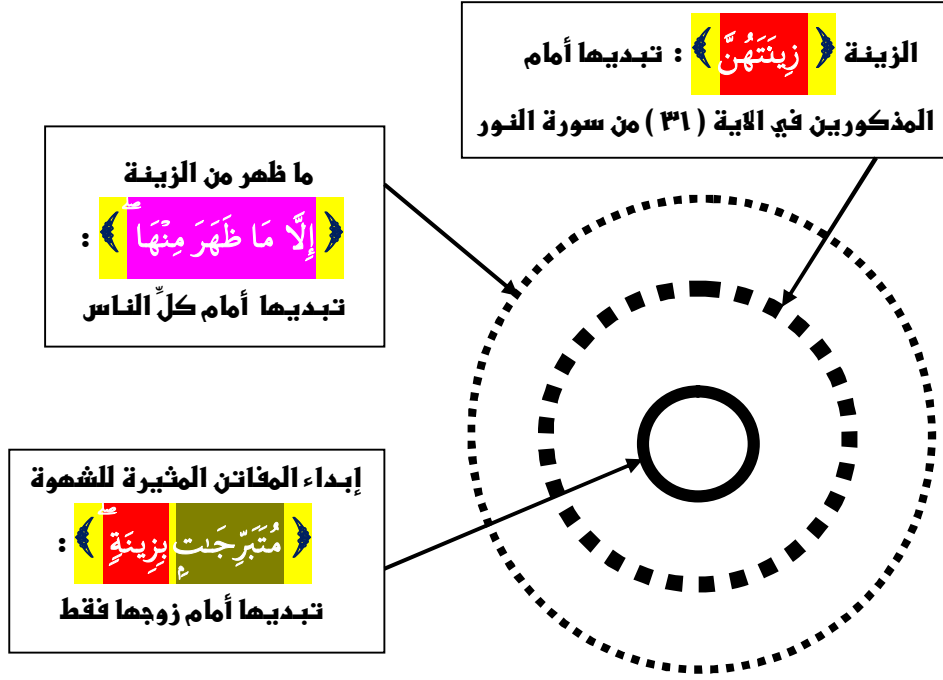 الزينة ﴿ زِينَتَهُنَّ ﴾ : تبديها أمام
المذكورين في الاية ( ٣١ ) من سورة النور
ما ظهر من الزينة
﴿ إِلَّا مَا ظَهَرَ مِنْهَا ۖ ﴾ :
تبديها أمام كلِّ الناس
إبداء المفاتن المثيرة للشهوة
﴿ مُتَبَرِّجَـٰتٍ بِزِينَةٍ ۖ ﴾ :
تبديها أمام زوجها فقط